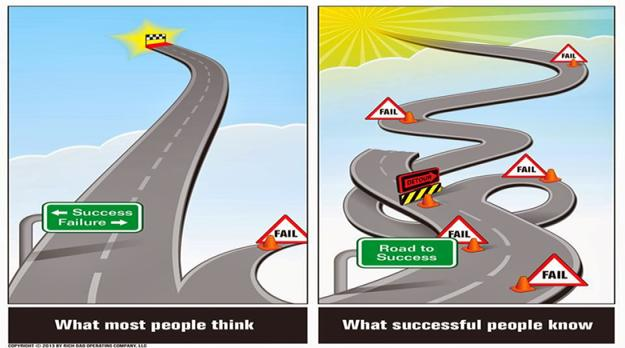 ← Success
Failure →
FAIL
What most people think
FAIL
FAIL
DETOUR
FAIL
FAIL
Road to
Success
FAIL
What successful people know
COPYRIGHT © 2013 BY RICH DAD OPERATING COMPANY, LLC